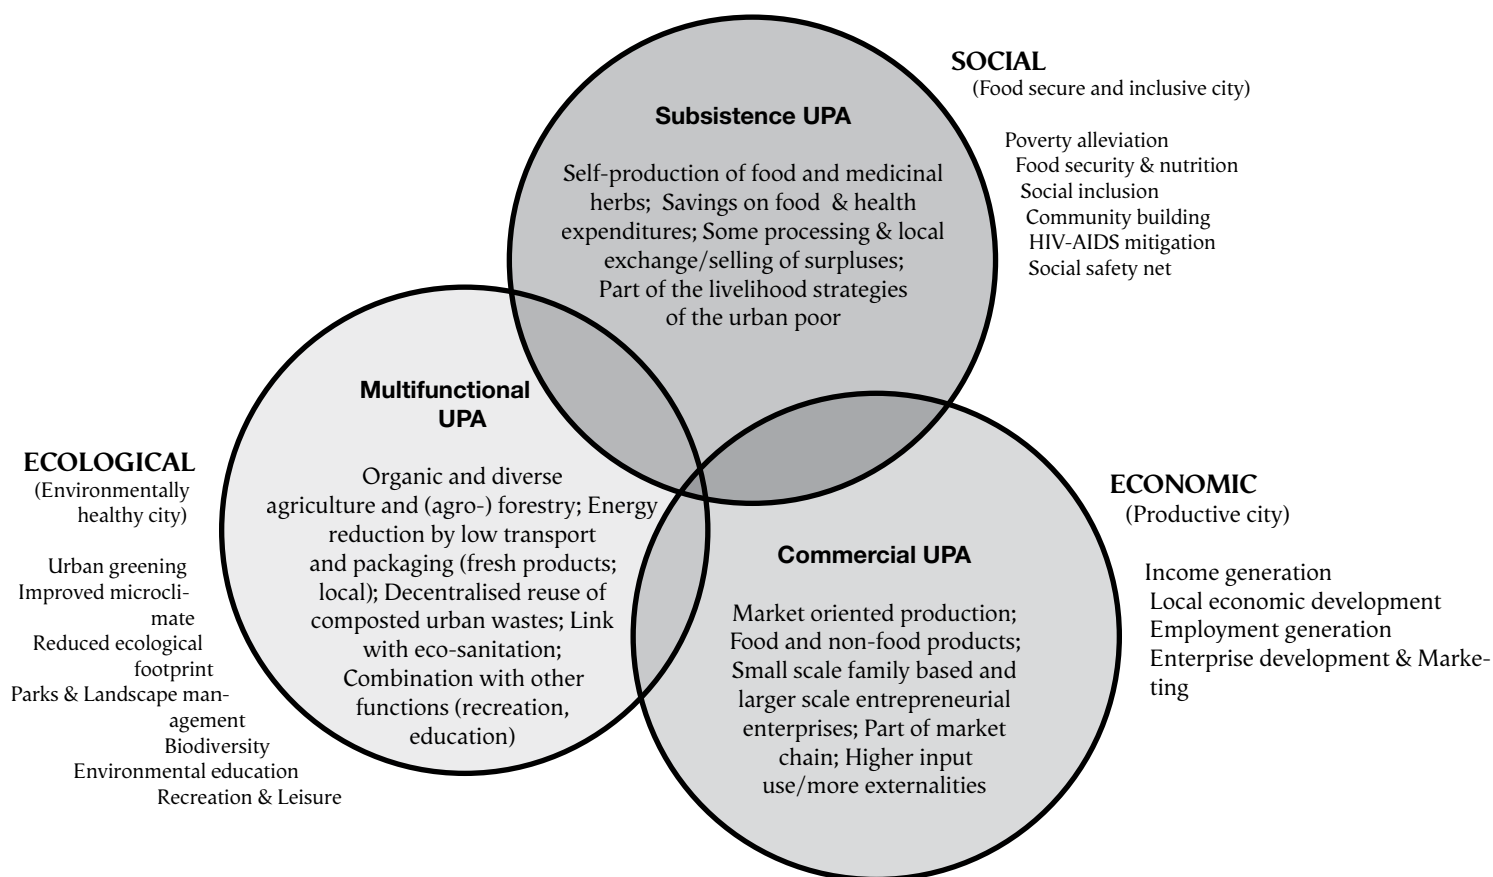 SOCIAL
(Food secure and inclusive city)
Poverty alleviation
Food security & nutrition
Social inclusion
Community building
HIV-AIDS mitigation
Social safety net
Subsistence UPA
Self-production of food and medicinal
herbs; Savings on food & health
expenditures; Some processing & local
exchange/selling of surpluses;
Part of the livelihood strategies
of the urban poor
Multifunctional
UPA
Organic and diverse
agriculture and (agro-) forestry; Energy
reduction by low transport
and packaging (fresh products;
local); Decentralised reuse of
composted urban wastes; Link
with eco-sanitation;
Combination with other
functions (recreation,
education)
ECOLOGICAL
(Environmentally
healthy city)
Urban greening
Improved microcli-
mate
Reduced ecological
footprint
Parks & Landscape man-
agement
Biodiversity
Environmental education
Recreation & Leisure
Commercial UPA
Market oriented production;
Food and non-food products;
Small scale family based and
larger scale entrepreneurial
enterprises; Part of market
chain; Higher input
use/more externalities
ECONOMIC
(Productive city)
Income generation
Local economic development
Employment generation
Enterprise development & Marke-
ting